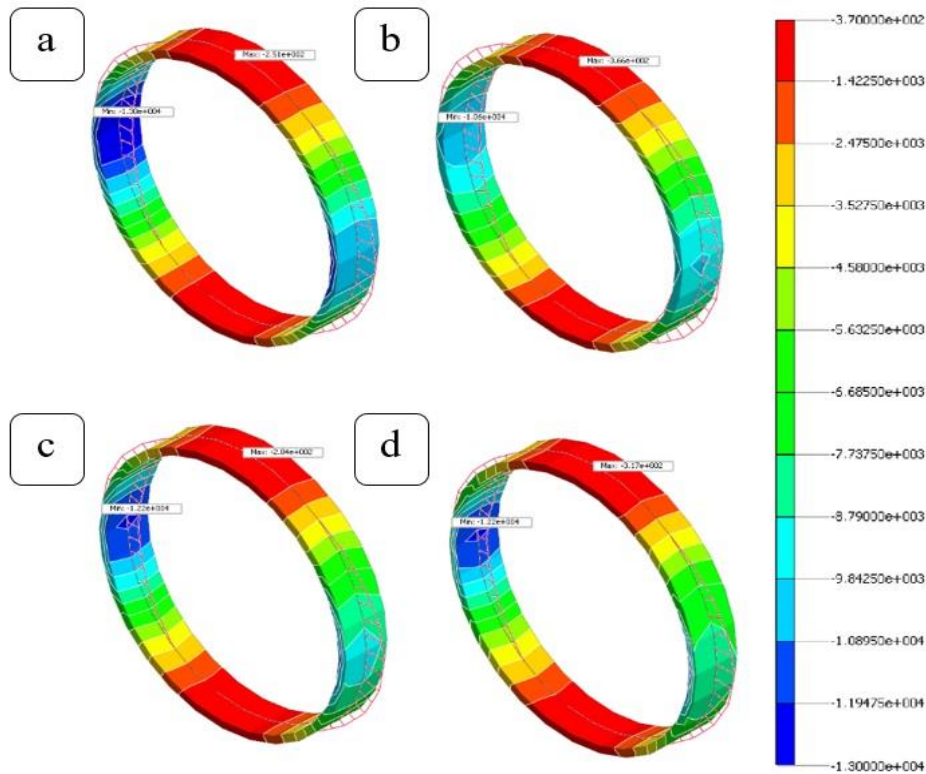 a
b
c
d
Max: -2.51e+002
Min: -1.30e+004
Max: -3.66e+002
Min: -1.06e+004
Max: -2.04e+002
Min: -1.22e+004
Max: -3.17e+002
Min: -1.22e+004
-3.70000e+002
-1.42250e+003
-2.47500e+003
-3.52750e+003
-4.58000e+003
-5.63250e+003
-6.68500e+003
-7.73750e+003
-8.79000e+003
-9.84250e+003
-1.08950e+004
-1.19475e+004
-1.30000e+004